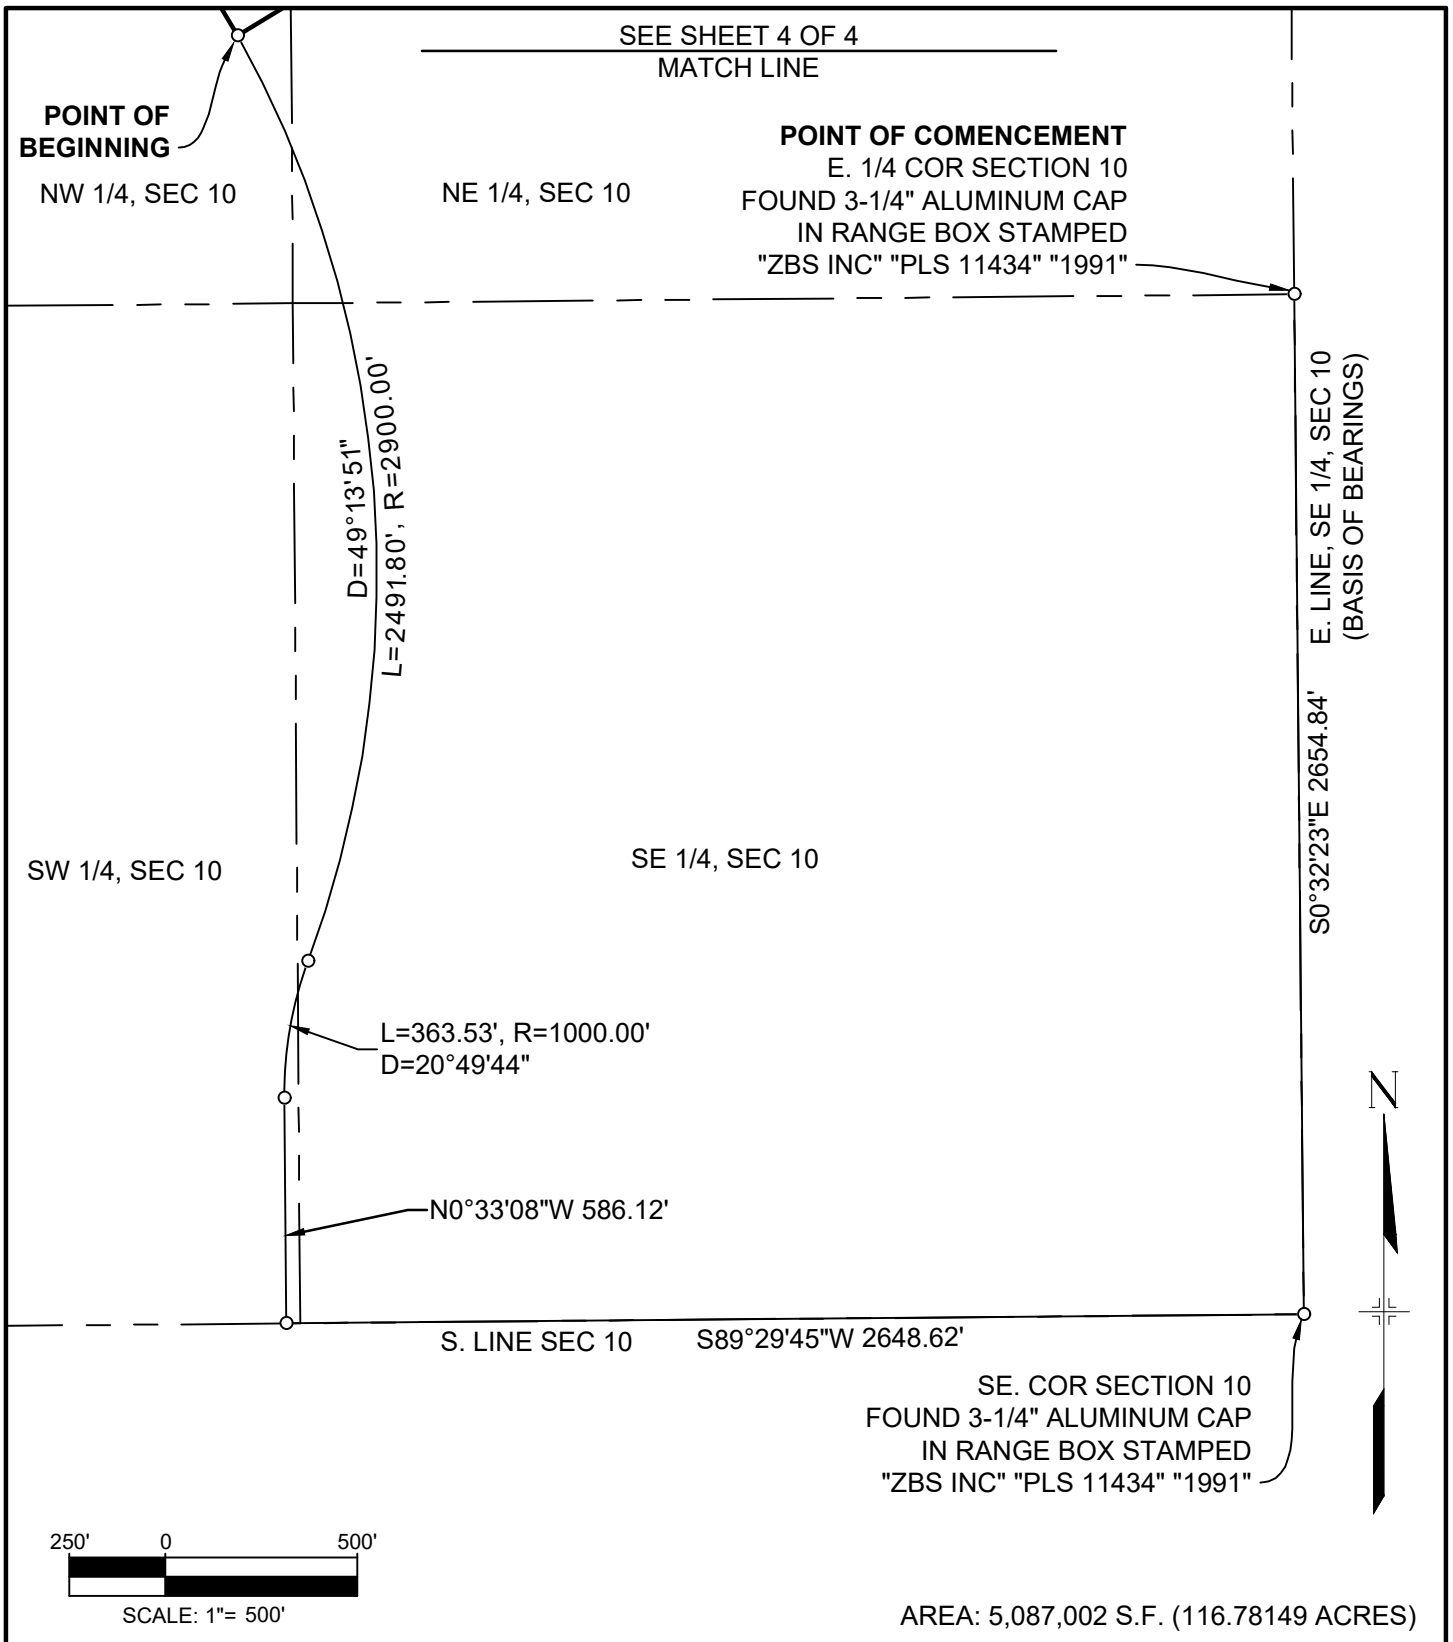 SEE SHEET 4 OF 4
MATCH LINE
POINT OF
BEGINNING
POINT OF COMENCEMENT
E. 1/4 COR SECTION 10
FOUND 3-1/4" ALUMINUM CAP
IN RANGE BOX STAMPED
"ZBS INC" "PLS 11434" "1991"
NW 1/4, SEC 10
NE 1/4, SEC 10
D=49°13'51"
L=2491.80', R=2900.00'
E. LINE, SE 1/4, SEC 10
(BASIS OF BEARINGS)
S0°32'23"E 2654.84'
SW 1/4, SEC 10
SE 1/4, SEC 10
L=363.53', R=1000.00'
D=20°49'44"
N
N0°33'08"W 586.12'
S. LINE SEC 10
S89°29'45"W 2648.62'
SE. COR SECTION 10
FOUND 3-1/4" ALUMINUM CAP
IN RANGE BOX STAMPED
"ZBS INC" "PLS 11434" "1991"
250' 0 500'
SCALE: 1"= 500'
AREA: 5,087,002 S.F. (116.78149 ACRES)